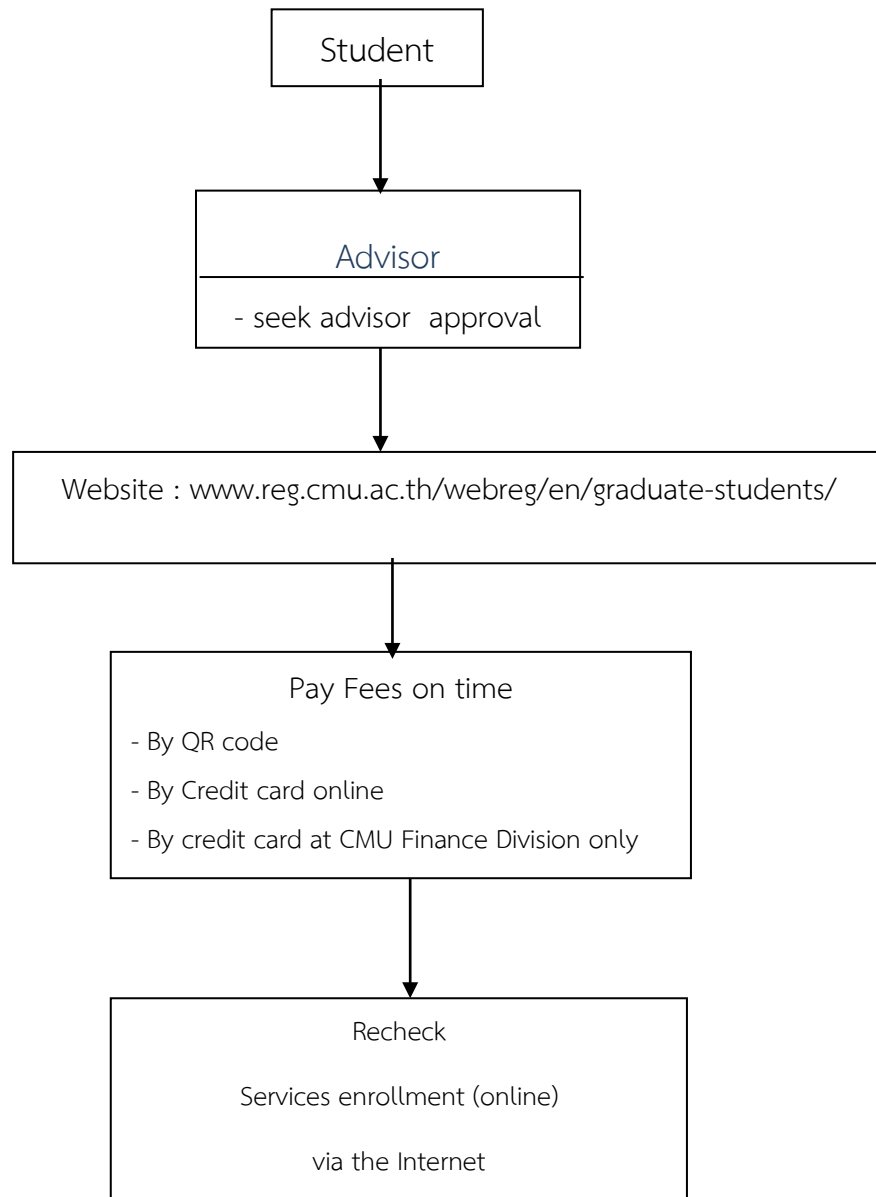 Student
Advisor
- seek advisor approval
Website : www.reg.cmu.ac.th/webreg/en/graduate-students/
Pay Fees on time
- By QR code
- By Credit card online
- By credit card at CMU Finance Division only
Recheck
Services enrollment (online)
via the Internet